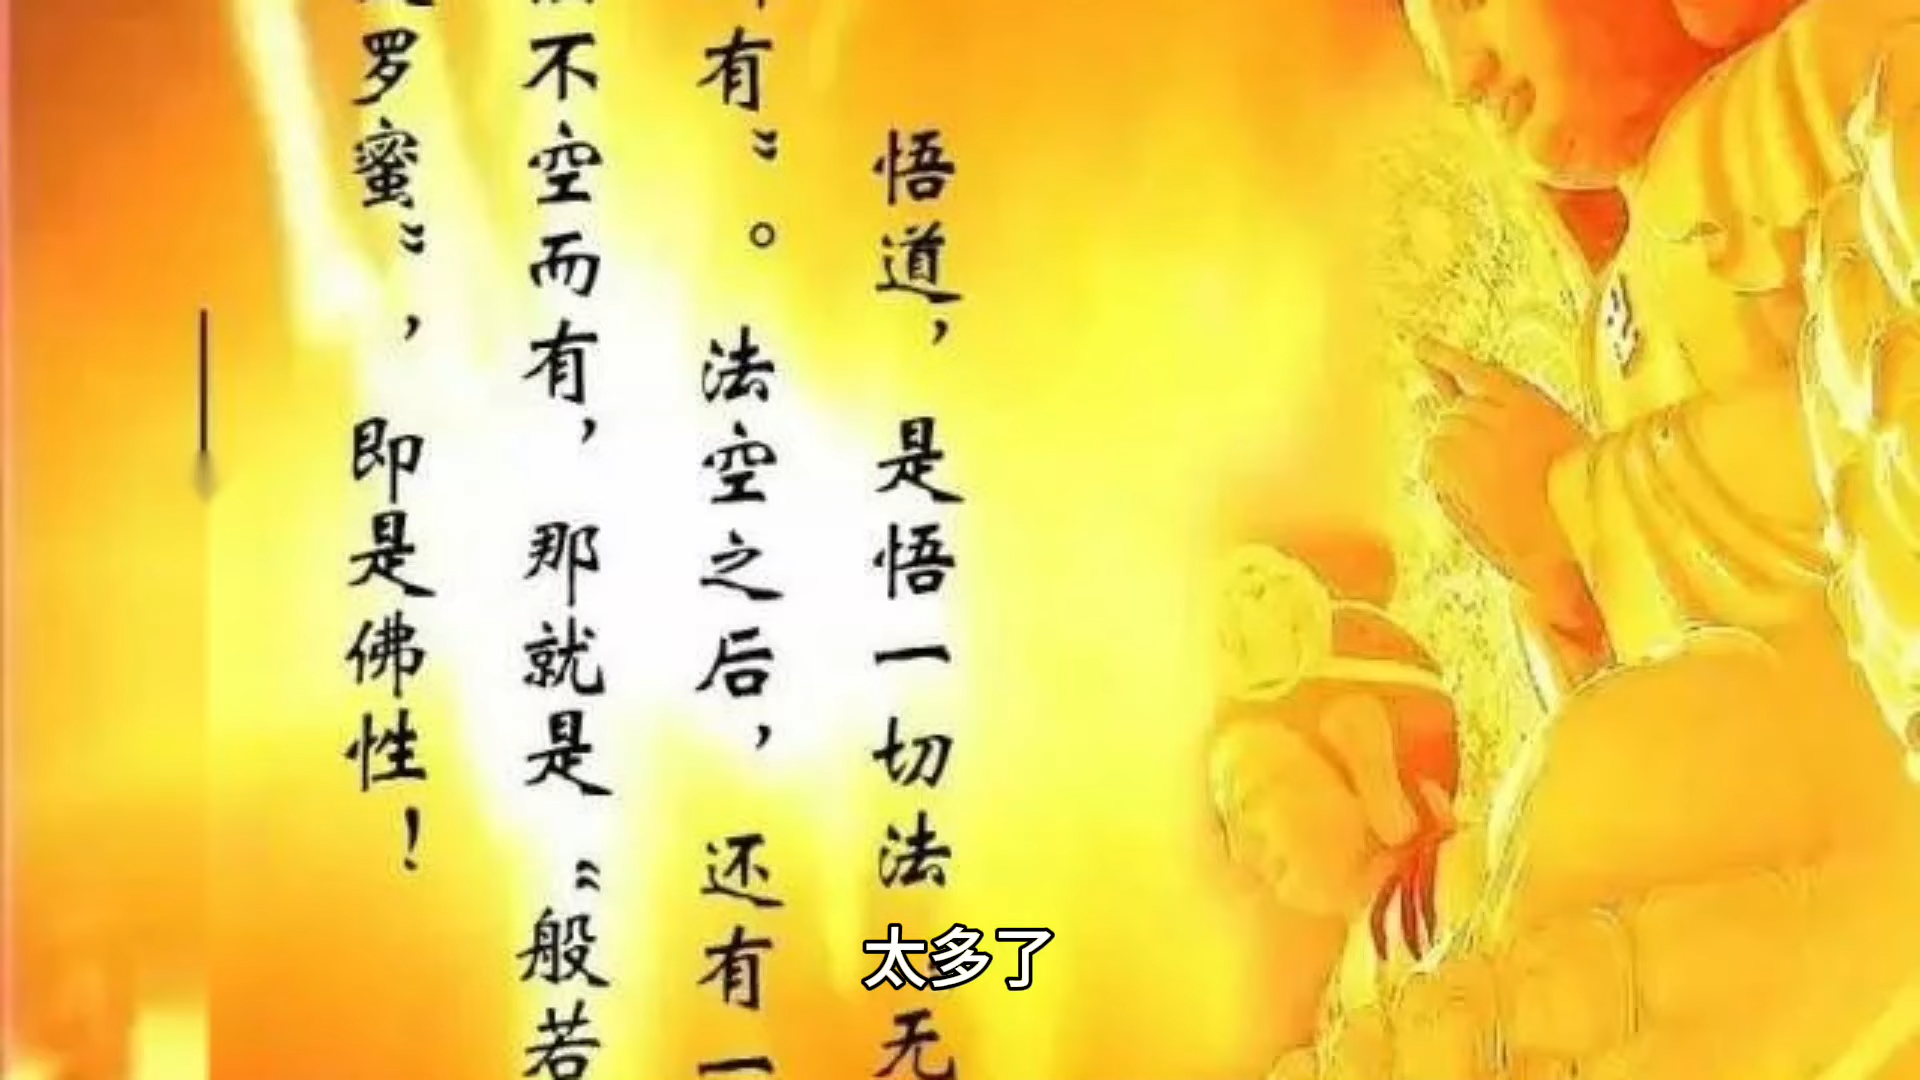 悟道，是悟一切法 无
有”。法空之后，还有一
不空而有，那就是“般若
罗蜜”，即是佛性！
太多了